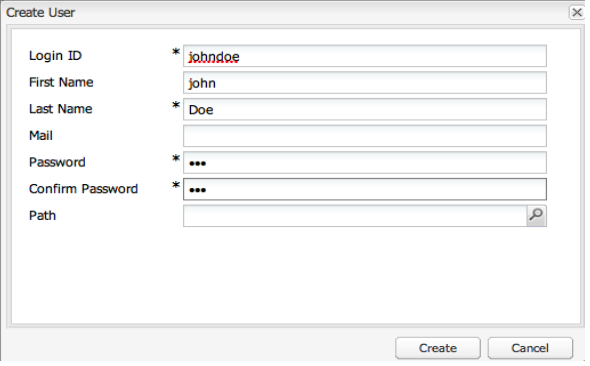 Create User
Login ID * johndoe
First Name john
Last Name * Doe
Mail
Password * •••
Confirm Password * •••
Path
Create Cancel